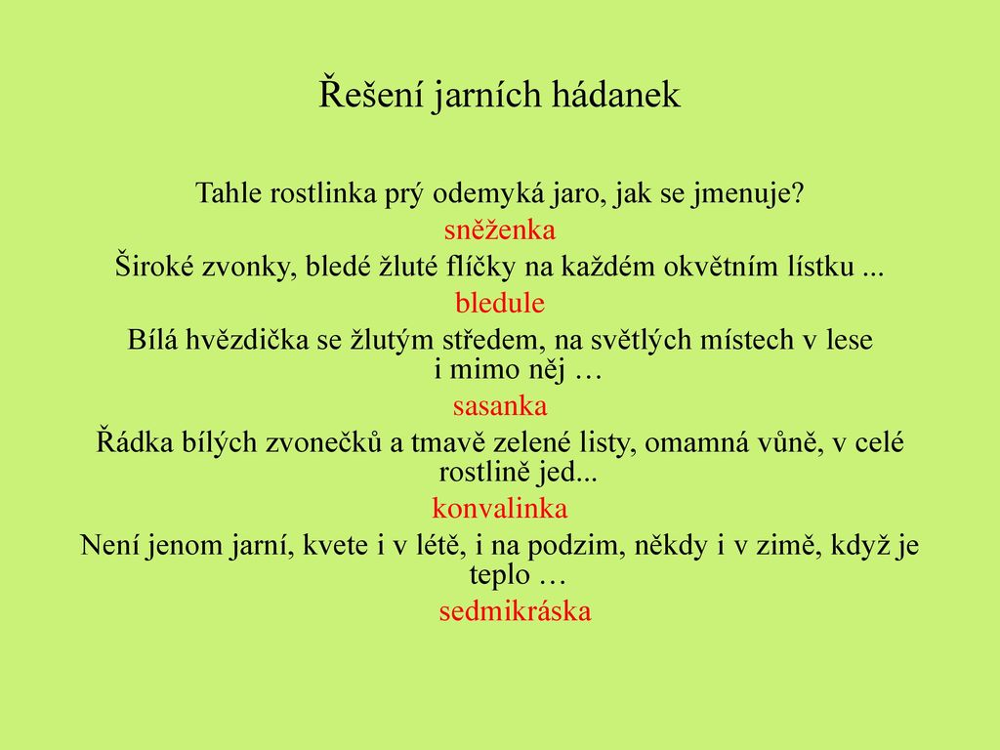 Řešení jarních hádanek
Tahle rostlinka prý odemyká jaro, jak se jmenuje?
sněženka
Široké zvonky, bledé žluté flíčky na každém okvětním lístku ...
bledule
Bílá hvězdička se žlutým středem, na světlých místech v lese
i mimo něj …
sasanka
Řádka bílých zvonečků a tmavě zelené listy, omamná vůně, v celé
rostlině jed...
konvalinka
Není jenom jarní, kvete i v létě, i na podzim, někdy i v zimě, když je
teplo …
sedmikráska